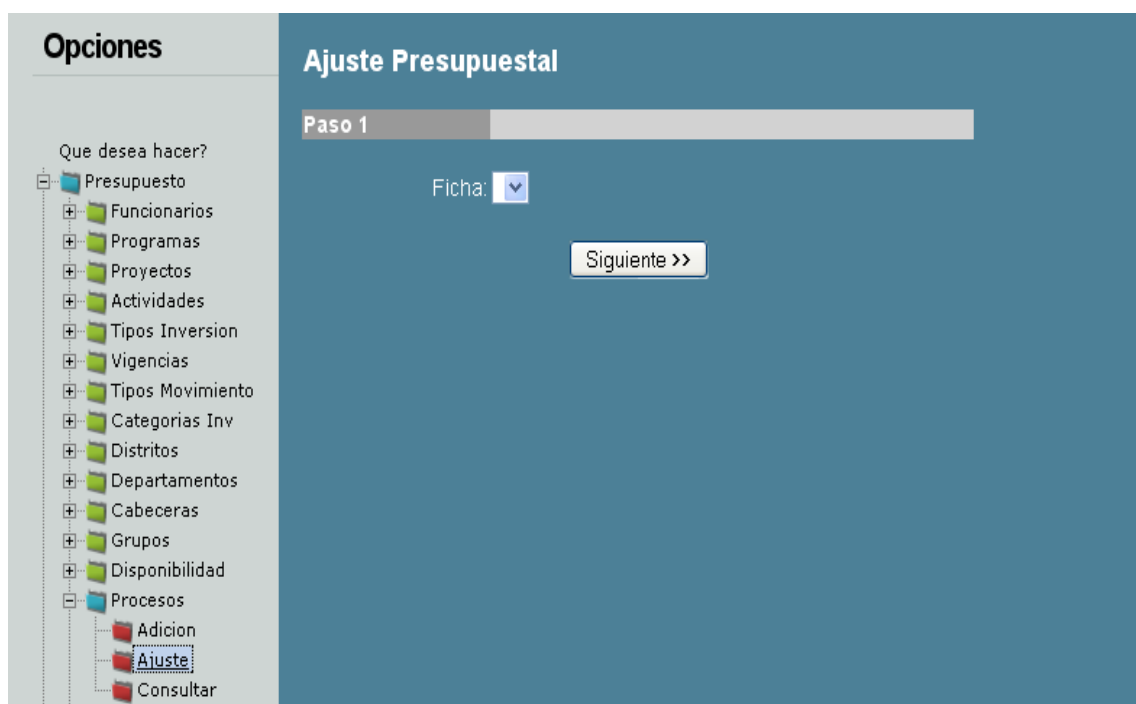 Opciones
Que desea hacer?
Presupuesto
Funcionarios
Programas
Proyectos
Actividades
Tipos Inversion
Vigencias
Tipos Movimiento
Categorias Inv
Distritos
Departamentos
Cabeceras
Grupos
Disponibilidad
Procesos
Adicion
Ajuste
Consultar
Ajuste Presupuestal
Paso 1
Ficha:
Siguiente >>